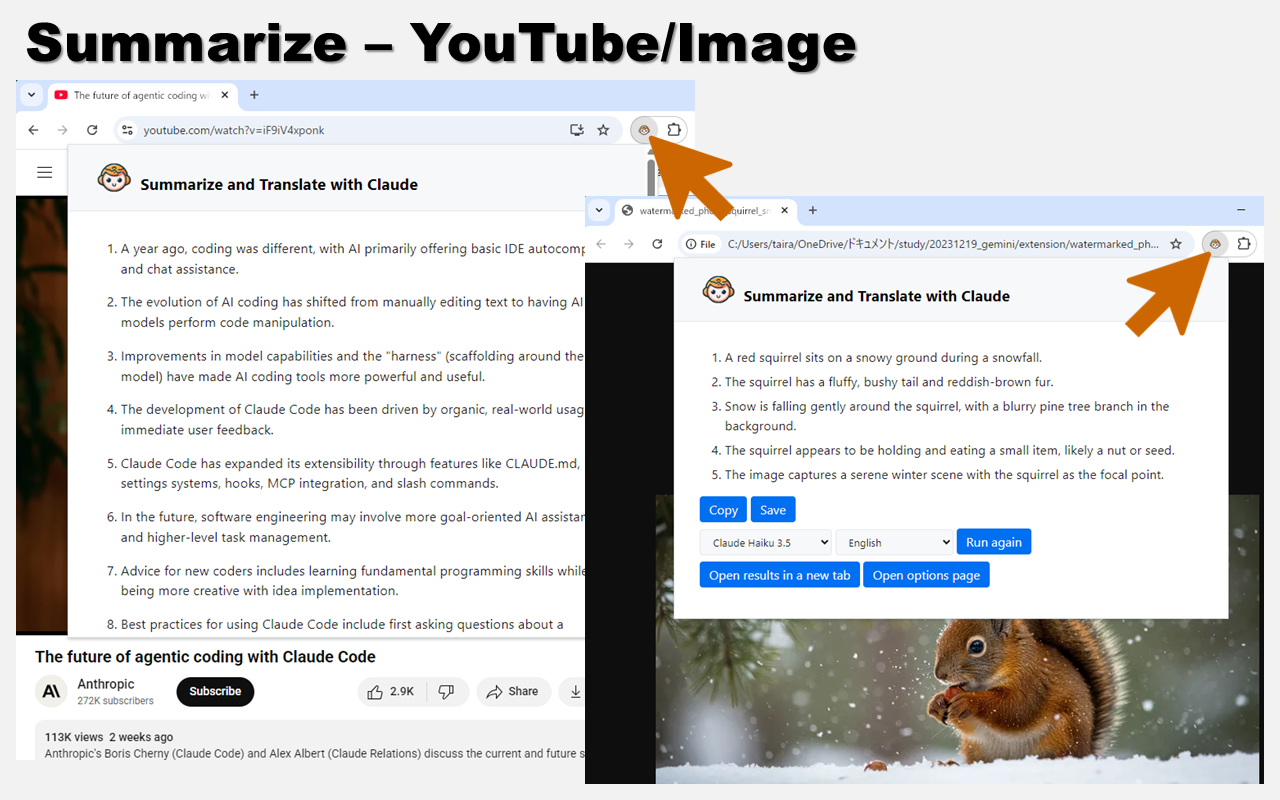 Summarize – YouTube/Image
The future of agentic coding wi
youtube.com/watch?v=iF9iV4xponk
Summarize and Translate with Claude
1. A year ago, coding was different, with AI primarily offering basic IDE autocomp
and chat assistance.
2. The evolution of AI coding has shifted from manually editing text to having AI
models perform code manipulation.
3. Improvements in model capabilities and the "harness" (scaffolding around the
model) have made AI coding tools more powerful and useful.
4. The development of Claude Code has been driven by organic, real-world usag
immediate user feedback.
5. Claude Code has expanded its extensibility through features like CLAUDE.md,
settings systems, hooks, MCP integration, and slash commands.
6. In the future, software engineering may involve more goal-oriented AI assistan
and higher-level task management.
7. Advice for new coders includes learning fundamental programming skills while
being more creative with idea implementation.
8. Best practices for using Claude Code include first asking questions about a
The future of agentic coding with Claude Code
Anthropic
272K subscribers
Subscribe
2.9K
Share
113K views 2 weeks ago
Anthropic's Boris Cherny (Claude Code) and Alex Albert (Claude Relations) discuss the current and future s
File
C:/Users/taira/OneDrive/ドキュメント/study/20231219_gemini/extension/watermarked_ph...
Summarize and Translate with Claude
1. A red squirrel sits on a snowy ground during a snowfall.
2. The squirrel has a fluffy, bushy tail and reddish-brown fur.
3. Snow is falling gently around the squirrel, with a blurry pine tree branch in the
background.
4. The squirrel appears to be holding and eating a small item, likely a nut or seed.
5. The image captures a serene winter scene with the squirrel as the focal point.
Copy Save
Claude Haiku 3.5 English Run again
Open results in a new tab Open options page